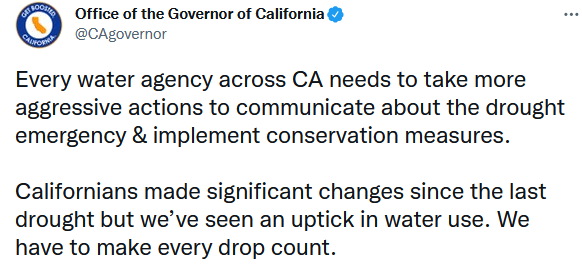 GET BOOSTED,
CALIFORNIA.
Office of the Governor of California
@CAgovernor
Every water agency across CA needs to take more
aggressive actions to communicate about the drought
emergency & implement conservation measures.
Californians made significant changes since the last
drought but we’ve seen an uptick in water use. We
have to make every drop count.